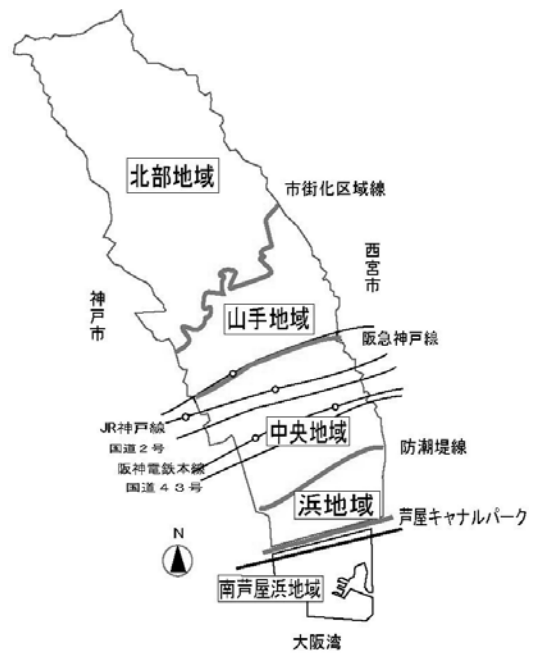 北部地域
市街化区域線
西宮市
神戸市
山手地域
阪急神戸線
JR神戸線
国道2号
中央地域
阪神電鉄本線
国道43号
防潮堤線
浜地域
芦屋キャナルパーク
N
南芦屋浜地域
大阪湾